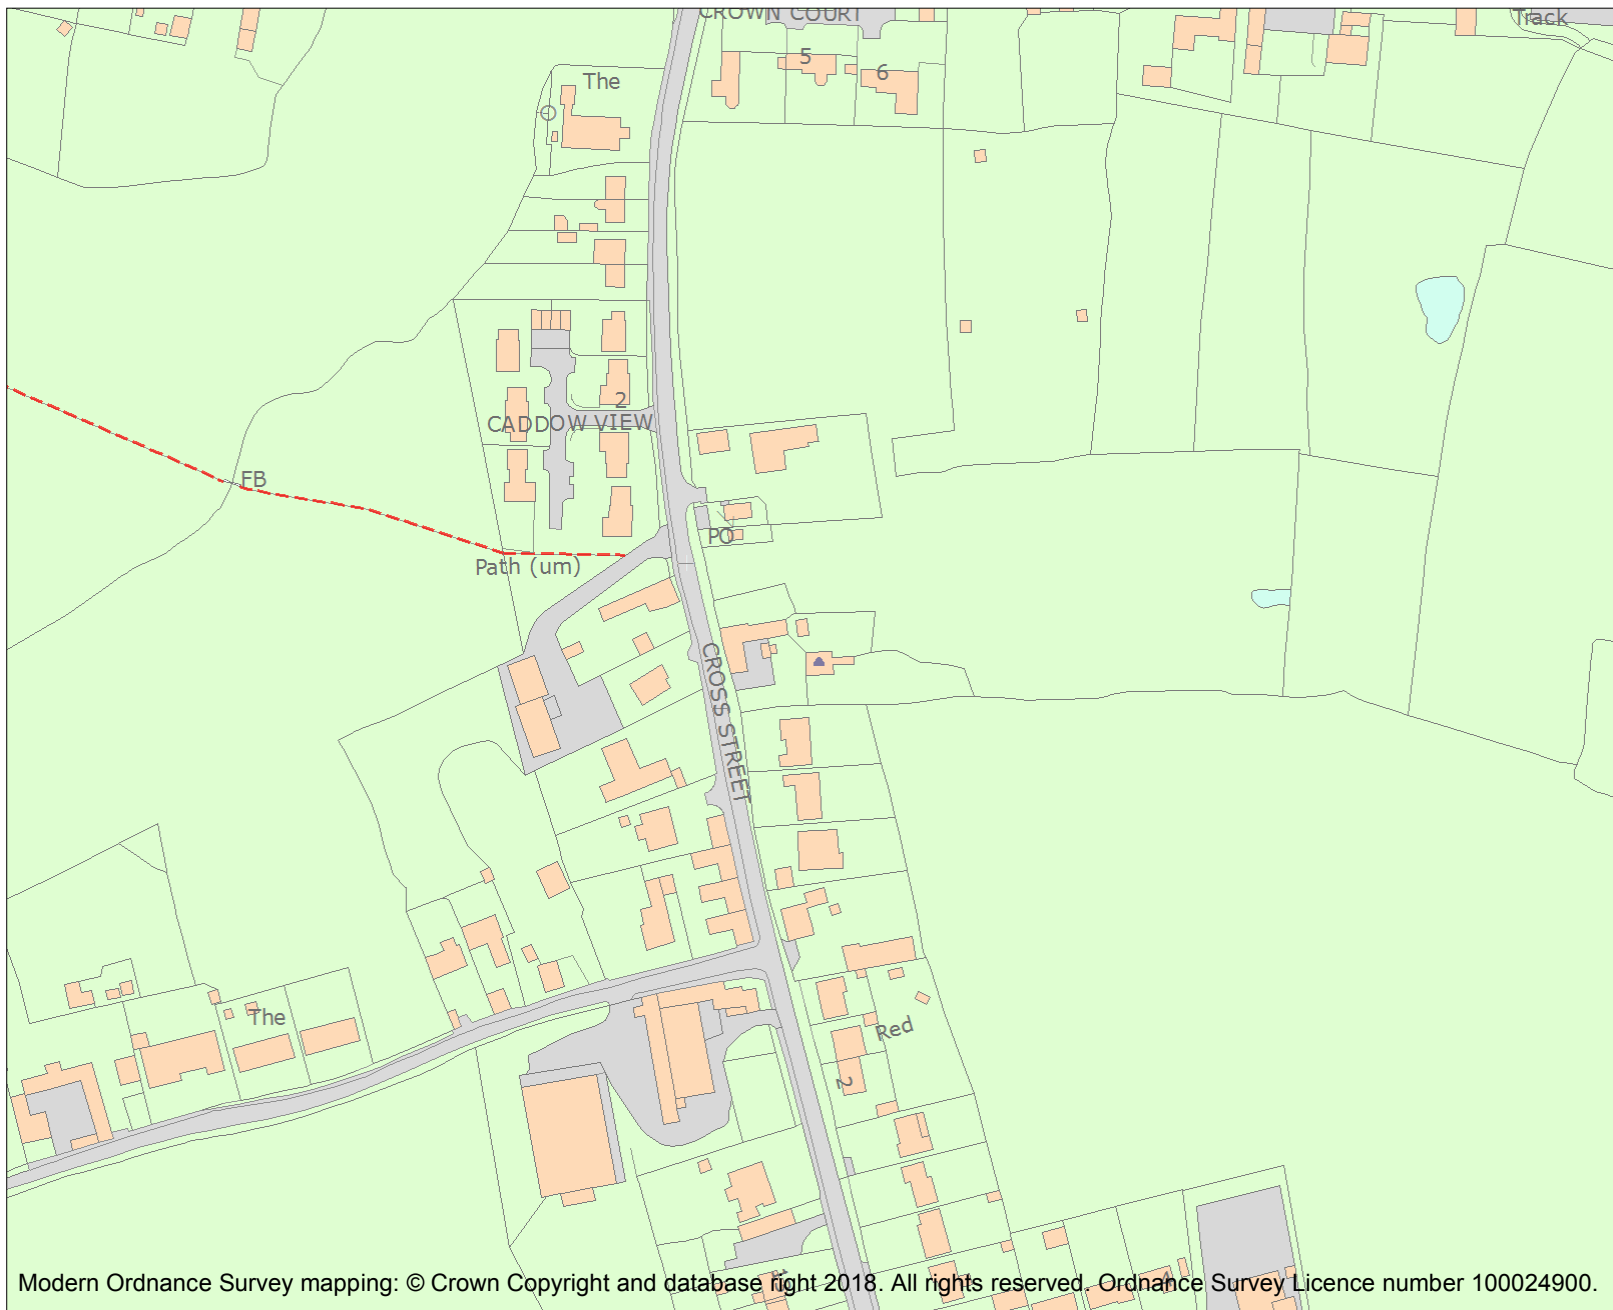 CROWN COURT
Track
5
6
The
2
CADDOW VIEW
FB
PO
Path (um)
CROSS STREET
The
Red
2
Modern Ordnance Survey mapping: © Crown Copyright and database right 2018. All rights reserved. Ordnance Survey Licence number 100024900.